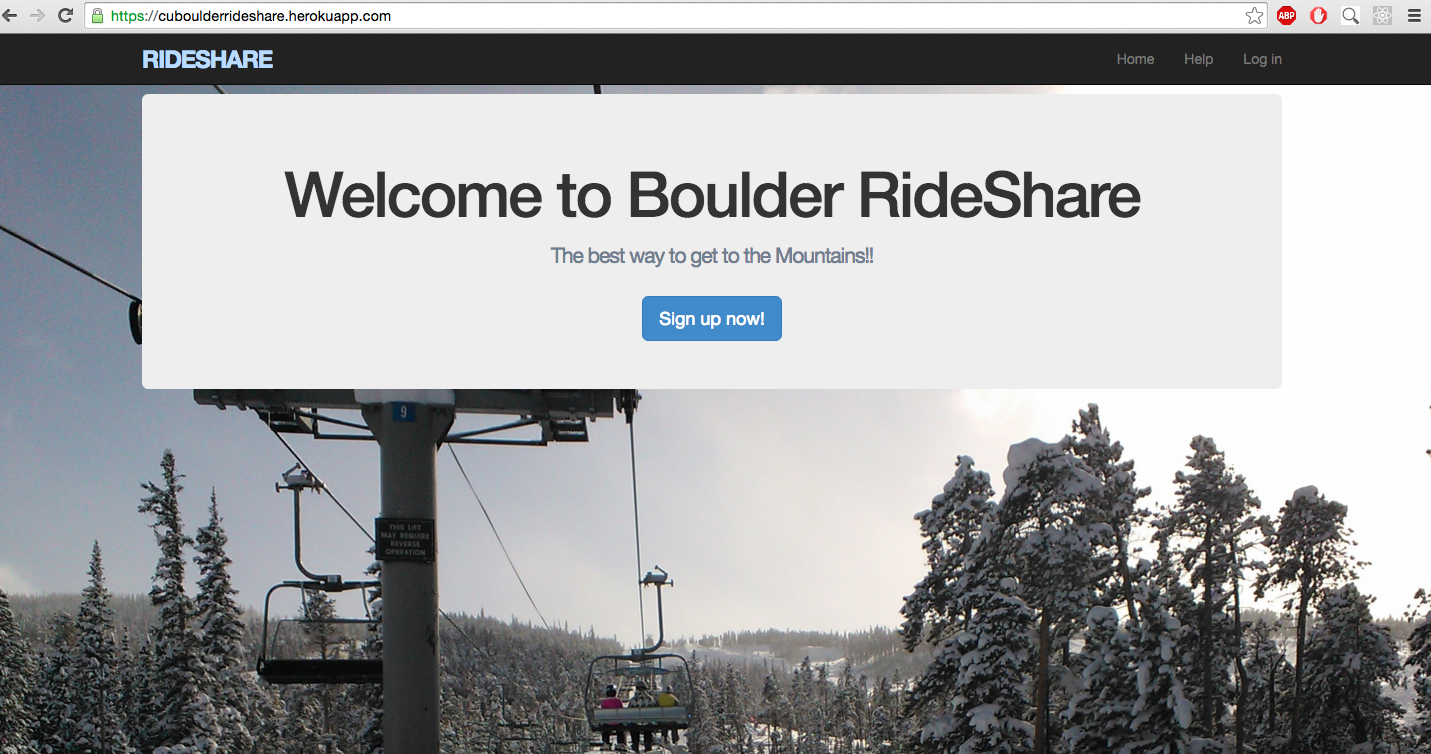 https://cuboulderrideshare.herokuapp.com
ABP
RIDESHARE
Home Help Log in
Welcome to Boulder RideShare
The best way to get to the Mountains!!
Sign up now!
9
THIS LIFT
MAY REQUIRE
REVERSE
OPERATION